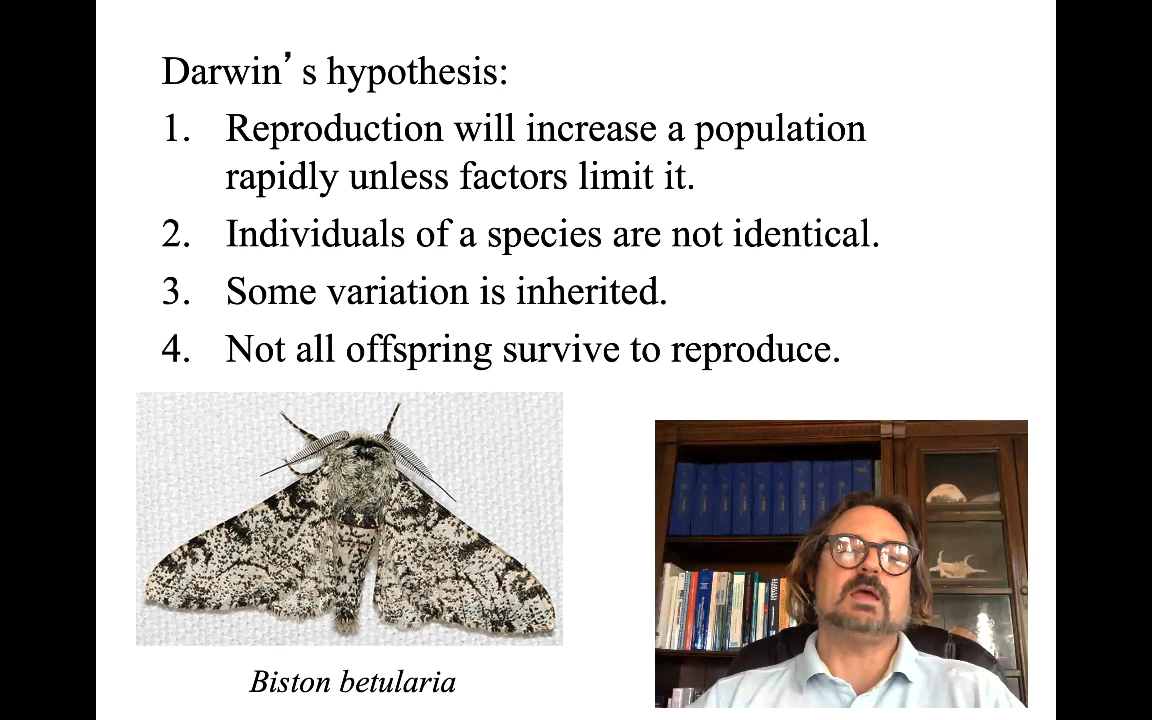 Darwin’s hypothesis:
1. Reproduction will increase a population
rapidly unless factors limit it.
2. Individuals of a species are not identical.
3. Some variation is inherited.
4. Not all offspring survive to reproduce.
Biston betularia